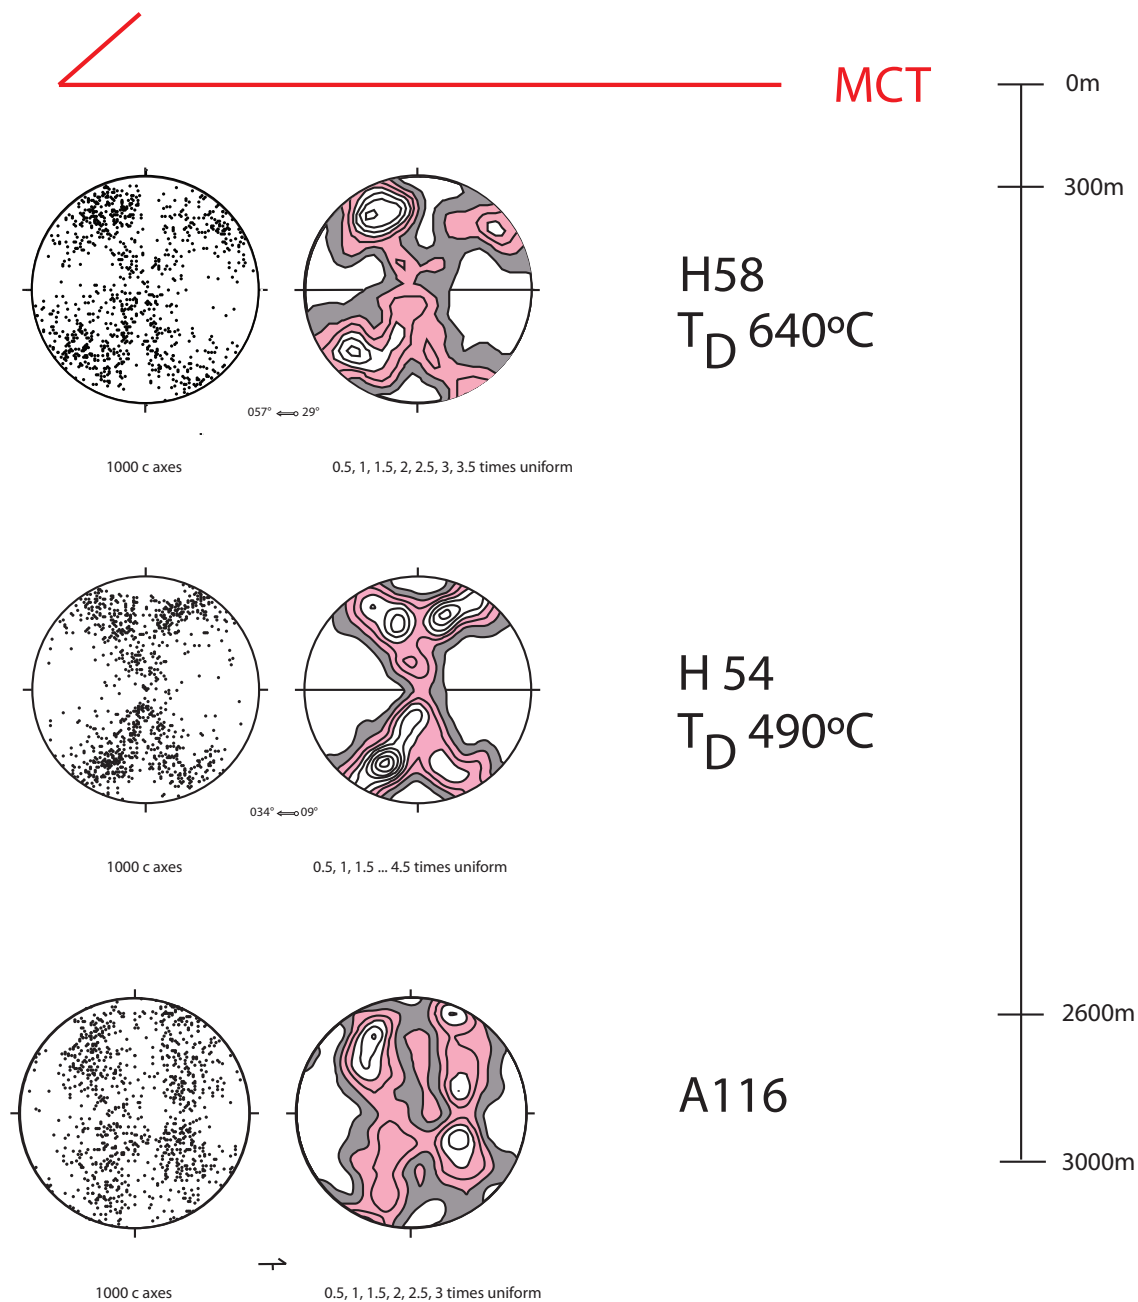 MCT
0m
300m
H58
TD 640ºC
057° 29°
1000 c axes
0.5, 1, 1.5, 2, 2.5, 3, 3.5 times uniform
H 54
TD 490ºC
034° 09°
1000 c axes
0.5, 1, 1.5 ... 4.5 times uniform
2600m
A116
3000m
1000 c axes
0.5, 1, 1.5, 2, 2.5, 3 times uniform